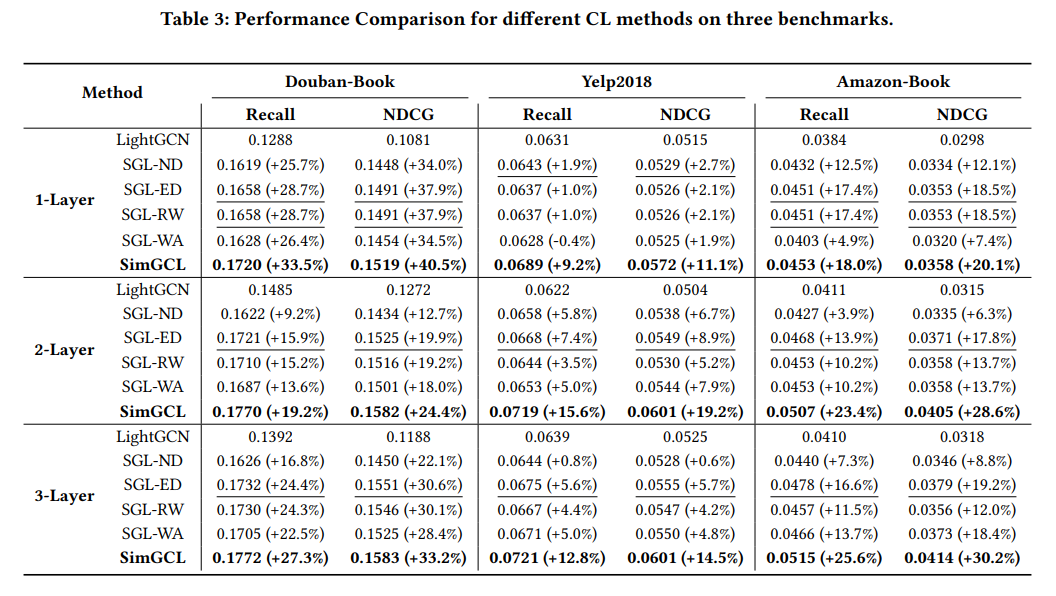 Table 3: Performance Comparison for different CL methods on three benchmarks.
Method Douban-Book Yelp2018 Amazon-Book
Recall NDCG Recall NDCG Recall NDCG
LightGCN 0.1288 0.1081 0.0631 0.0515 0.0384 0.0298
SGL-ND 0.1619 (+25.7%) 0.1448 (+34.0%) 0.0643 (+1.9%) 0.0529 (+2.7%) 0.0432 (+12.5%) 0.0334 (+12.1%)
SGL-ED 0.1658 (+28.7%) 0.1491 (+37.9%) 0.0637 (+1.0%) 0.0526 (+2.1%) 0.0451 (+17.4%) 0.0353 (+18.5%)
1-Layer SGL-RW 0.1658 (+28.7%) 0.1491 (+37.9%) 0.0637 (+1.0%) 0.0526 (+2.1%) 0.0451 (+17.4%) 0.0353 (+18.5%)
SGL-WA 0.1628 (+26.4%) 0.1454 (+34.5%) 0.0628 (-0.4%) 0.0525 (+1.9%) 0.0403 (+4.9%) 0.0320 (+7.4%)
SimGCL 0.1720 (+33.5%) 0.1519 (+40.5%) 0.0689 (+9.2%) 0.0572 (+11.1%) 0.0453 (+18.0%) 0.0358 (+20.1%)
LightGCN 0.1485 0.1272 0.0622 0.0504 0.0411 0.0315
SGL-ND 0.1622 (+9.2%) 0.1434 (+12.7%) 0.0658 (+5.8%) 0.0538 (+6.7%) 0.0427 (+3.9%) 0.0335 (+6.3%)
SGL-ED 0.1721 (+15.9%) 0.1525 (+19.9%) 0.0668 (+7.4%) 0.0549 (+8.9%) 0.0468 (+13.9%) 0.0371 (+17.8%)
2-Layer SGL-RW 0.1710 (+15.2%) 0.1516 (+19.2%) 0.0644 (+3.5%) 0.0530 (+5.2%) 0.0453 (+10.2%) 0.0358 (+13.7%)
SGL-WA 0.1687 (+13.6%) 0.1501 (+18.0%) 0.0653 (+5.0%) 0.0544 (+7.9%) 0.0453 (+10.2%) 0.0358 (+13.7%)
SimGCL 0.1770 (+19.2%) 0.1582 (+24.4%) 0.0719 (+15.6%) 0.0601 (+19.2%) 0.0507 (+23.4%) 0.0405 (+28.6%)
LightGCN 0.1392 0.1188 0.0639 0.0525 0.0410 0.0318
SGL-ND 0.1626 (+16.8%) 0.1450 (+22.1%) 0.0644 (+0.8%) 0.0528 (+0.6%) 0.0440 (+7.3%) 0.0346 (+8.8%)
SGL-ED 0.1732 (+24.4%) 0.1551 (+30.6%) 0.0675 (+5.6%) 0.0555 (+5.7%) 0.0478 (+16.6%) 0.0379 (+19.2%)
3-Layer SGL-RW 0.1730 (+24.3%) 0.1546 (+30.1%) 0.0667 (+4.4%) 0.0547 (+4.2%) 0.0457 (+11.5%) 0.0356 (+12.0%)
SGL-WA 0.1705 (+22.5%) 0.1525 (+28.4%) 0.0671 (+5.0%) 0.0550 (+4.8%) 0.0466 (+13.7%) 0.0373 (+18.4%)
SimGCL 0.1772 (+27.3%) 0.1583 (+33.2%) 0.0721 (+12.8%) 0.0601 (+14.5%) 0.0515 (+25.6%) 0.0414 (+30.2%)